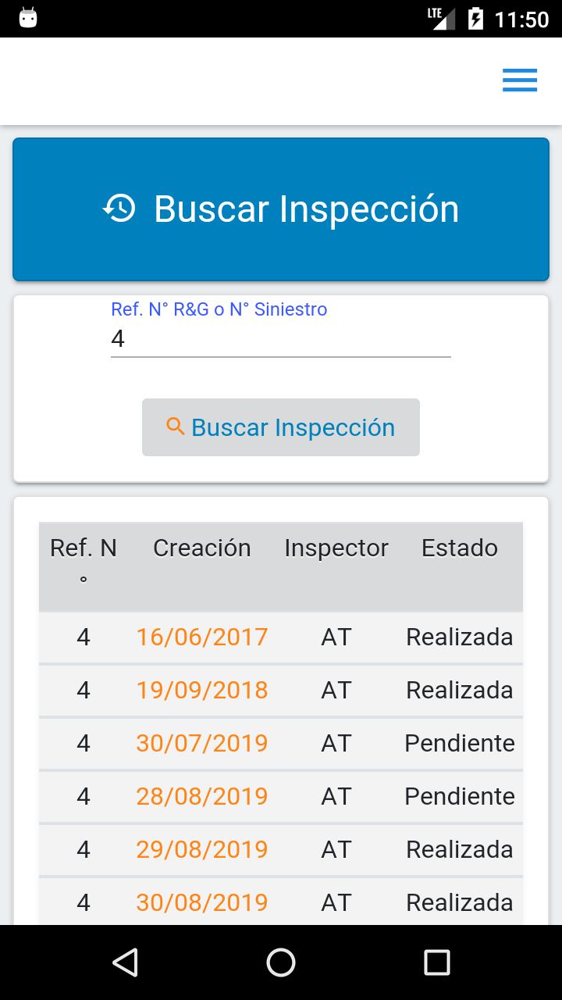 LTE 11:50
Buscar Inspección
Ref. N° R&G o N° Siniestro
4
Buscar Inspección
Ref. N Creación Inspector Estado
°
4 16/06/2017 AT Realizada
4 19/09/2018 AT Realizada
4 30/07/2019 AT Pendiente
4 28/08/2019 AT Pendiente
4 29/08/2019 AT Realizada
4 30/08/2019 AT Realizada